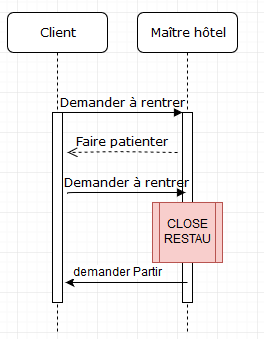 Client
Maître hôtel
Demander à rentrer
Faire patienter
Demander à rentrer
CLOSE
RESTAU
demander Partir